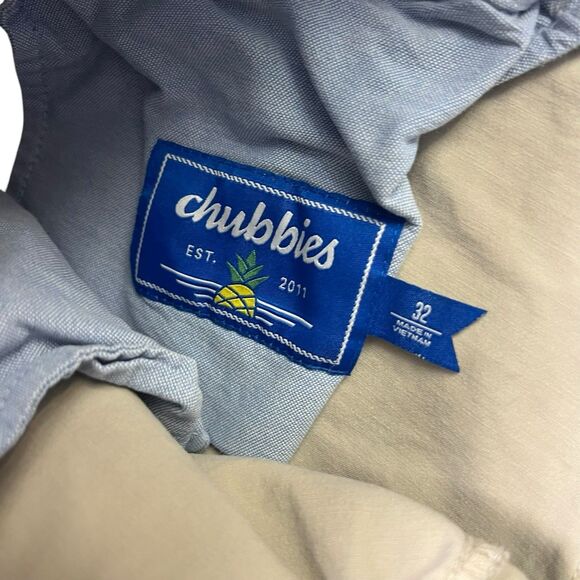 chubbies
EST. 2011
32
MADE IN
VIETNAM